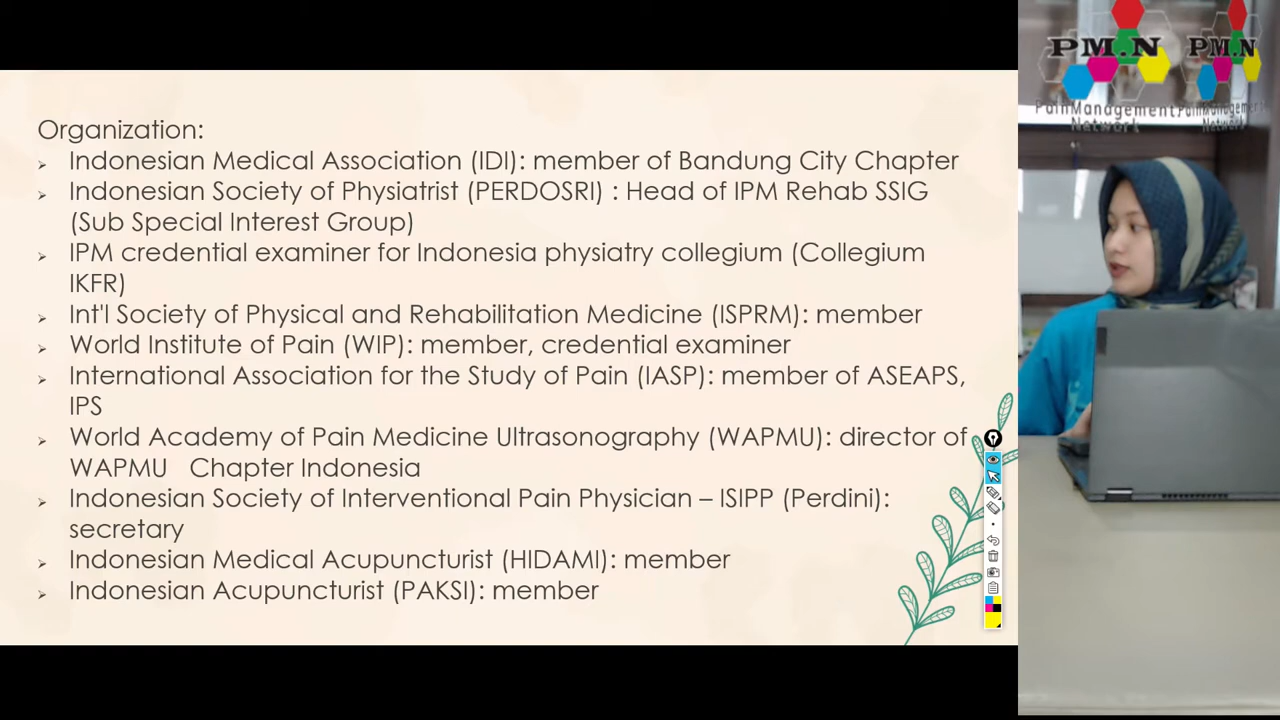 Organization:
Indonesian Medical Association (IDI): member of Bandung City Chapter
Indonesian Society of Physiatrist (PERDOSRI) : Head of IPM Rehab SSIG
(Sub Special Interest Group)
IPM credential examiner for Indonesia physiatry collegium (Collegium
IKFR)
Int'l Society of Physical and Rehabilitation Medicine (ISPRM): member
World Institute of Pain (WIP): member, credential examiner
International Association for the Study of Pain (IASP): member of ASEAPS,
IPS
World Academy of Pain Medicine Ultrasonography (WAPMU): director of
WAPMU Chapter Indonesia
Indonesian Society of Interventional Pain Physician – ISIPP (Perdini):
secretary
Indonesian Medical Acupuncturist (HIDAMI): member
Indonesian Acupuncturist (PAKSI): member
PM.N PM.N
PainManagement PainManagement
Network Network